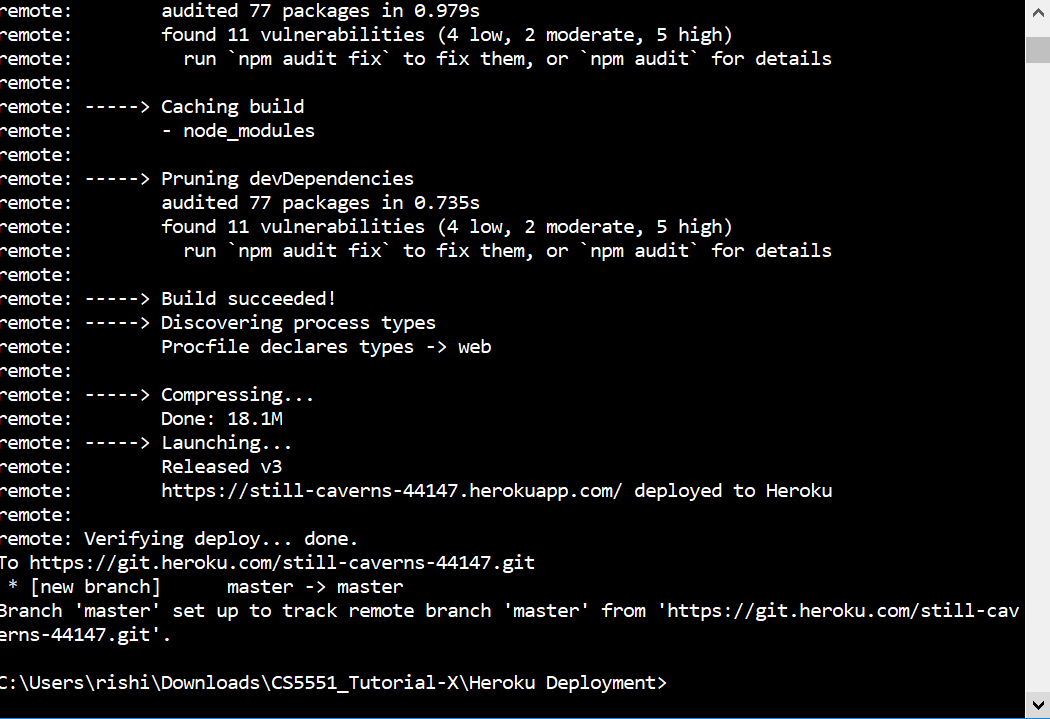 remote:        audited 77 packages in 0.979s
remote:        found 11 vulnerabilities (4 low, 2 moderate, 5 high)
remote:          run `npm audit fix` to fix them, or `npm audit` for details
remote:
remote: -----> Caching build
remote:        - node_modules
remote:
remote: -----> Pruning devDependencies
remote:        audited 77 packages in 0.735s
remote:        found 11 vulnerabilities (4 low, 2 moderate, 5 high)
remote:          run `npm audit fix` to fix them, or `npm audit` for details
remote:
remote: -----> Build succeeded!
remote: -----> Discovering process types
remote:        Procfile declares types -> web
remote:
remote: -----> Compressing...
remote:        Done: 18.1M
remote: -----> Launching...
remote:        Released v3
remote:        https://still-caverns-44147.herokuapp.com/ deployed to Heroku
remote:
remote: Verifying deploy... done.
To https://git.heroku.com/still-caverns-44147.git
 * [new branch]      master -> master
Branch 'master' set up to track remote branch 'master' from 'https://git.heroku.com/still-cav
erns-44147.git'.
C:\Users\rishi\Downloads\CS5551_Tutorial-X\Heroku Deployment>